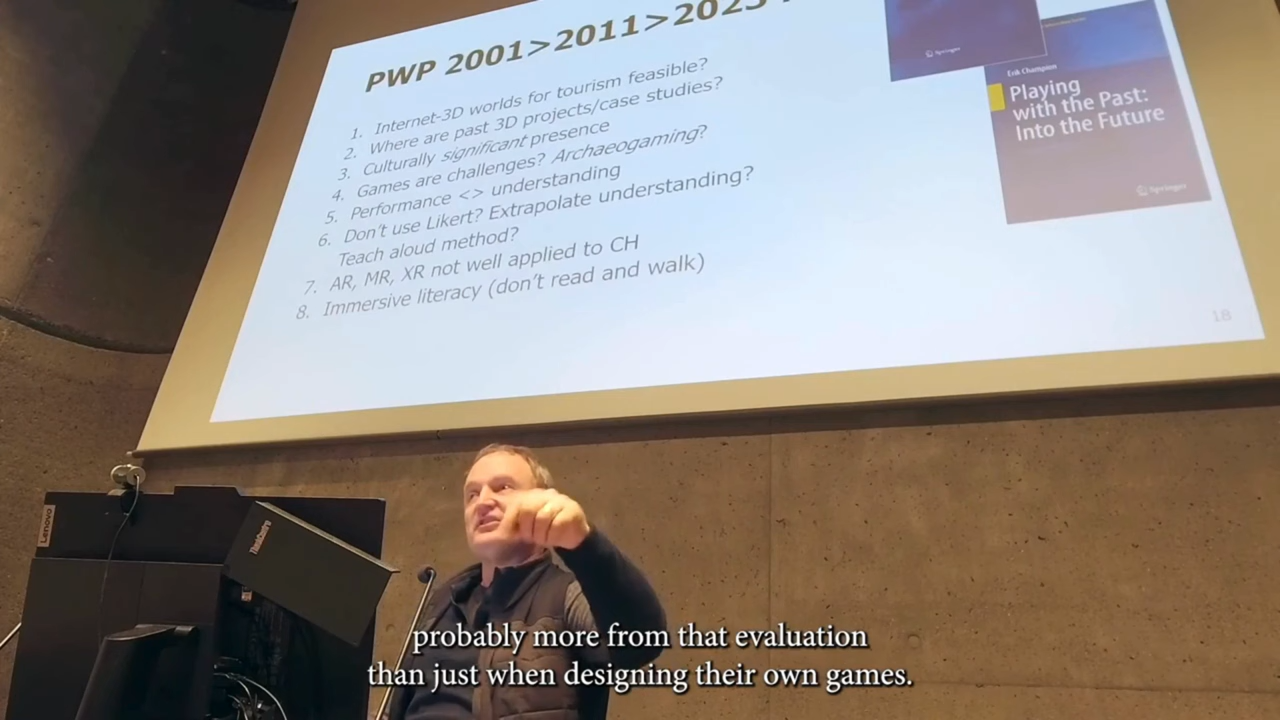 PWP 2001>2011>2023
1. Internet-3D worlds for tourism feasible?
2. Where are past 3D projects/case studies?
3. Culturally significant presence
4. Games are challenges? Archaeogaming?
5. Performance <> understanding
6. Don't use Likert? Extrapolate understanding?
Teach aloud method?
7. AR, MR, XR not well applied to CH
8. Immersive literacy (don't read and walk)
18
Springer
Erik Champion
Playing
with the Past:
Into the Future
Springer
Lenovo
ThinkCentre
probably more from that evaluation
than just when designing their own games.